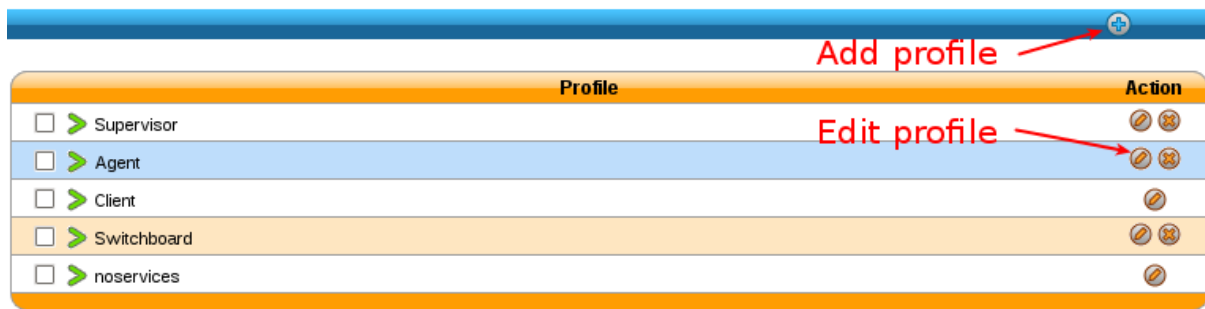 Add profile
Profile Action
Supervisor
Edit profile
Agent
Client
Switchboard
noservices